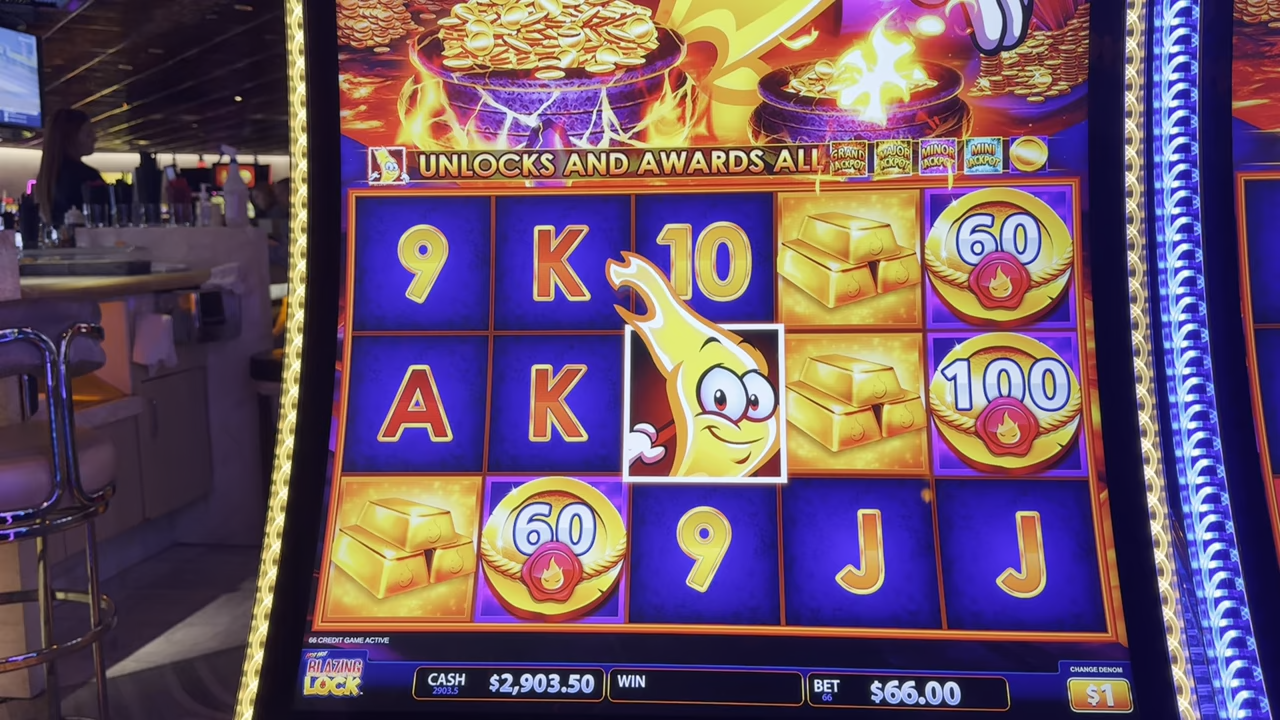 UNLOCKS AND AWARDS ALL
GRAND JACKPOT
MAJOR JACKPOT
MINOR JACKPOT
MINI JACKPOT
9 K 10 60
A K 100
60 9 J J
66 CREDIT GAME ACTIVE
BLAZING
LOCK
CASH $2,903.50
2903.5
WIN
BET $66.00
66
CHANGE DENOM
$1